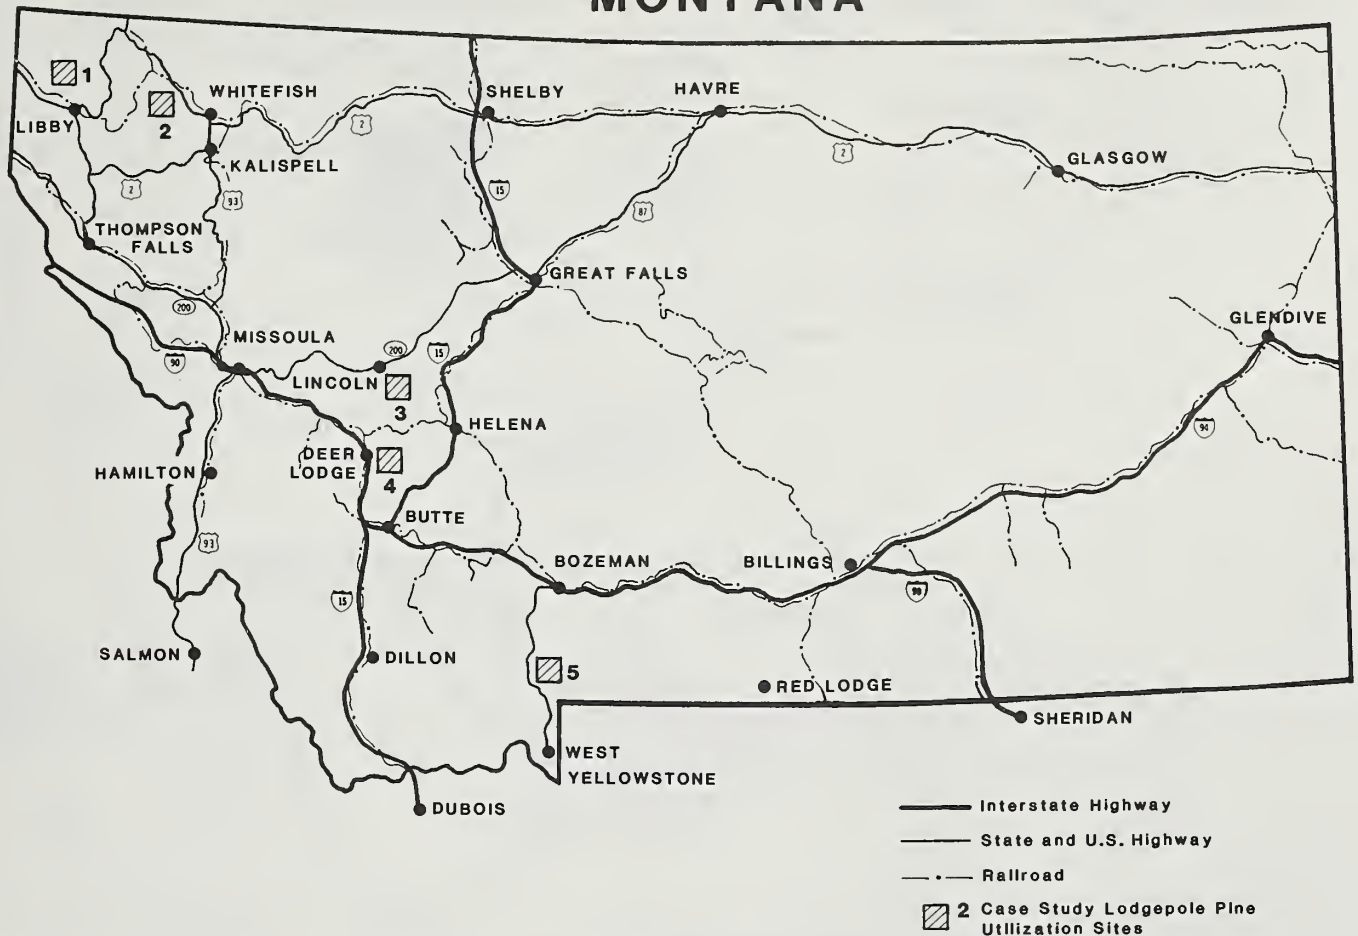 MONTANA
1
2
LIBBY
WHITEFISH
KALISPELL
2
93
2
SHELBY
HAVRE
15
87
2
GLASGOW
THOMPSON
FALLS
200
MISSOULA
90
LINCOLN
200
3
15
GREAT FALLS
HELENA
GLENDIVE
94
DEER
LODGE
4
HAMILTON
93
BUTTE
BOZEMAN
BILLINGS
90
15
SALMON
DILLON
5
RED LODGE
SHERIDAN
WEST
YELLOWSTONE
DUBOIS
Interstate Highway
State and U.S. Highway
Railroad
2 Case Study Lodgepole Pine
Utilization Sites